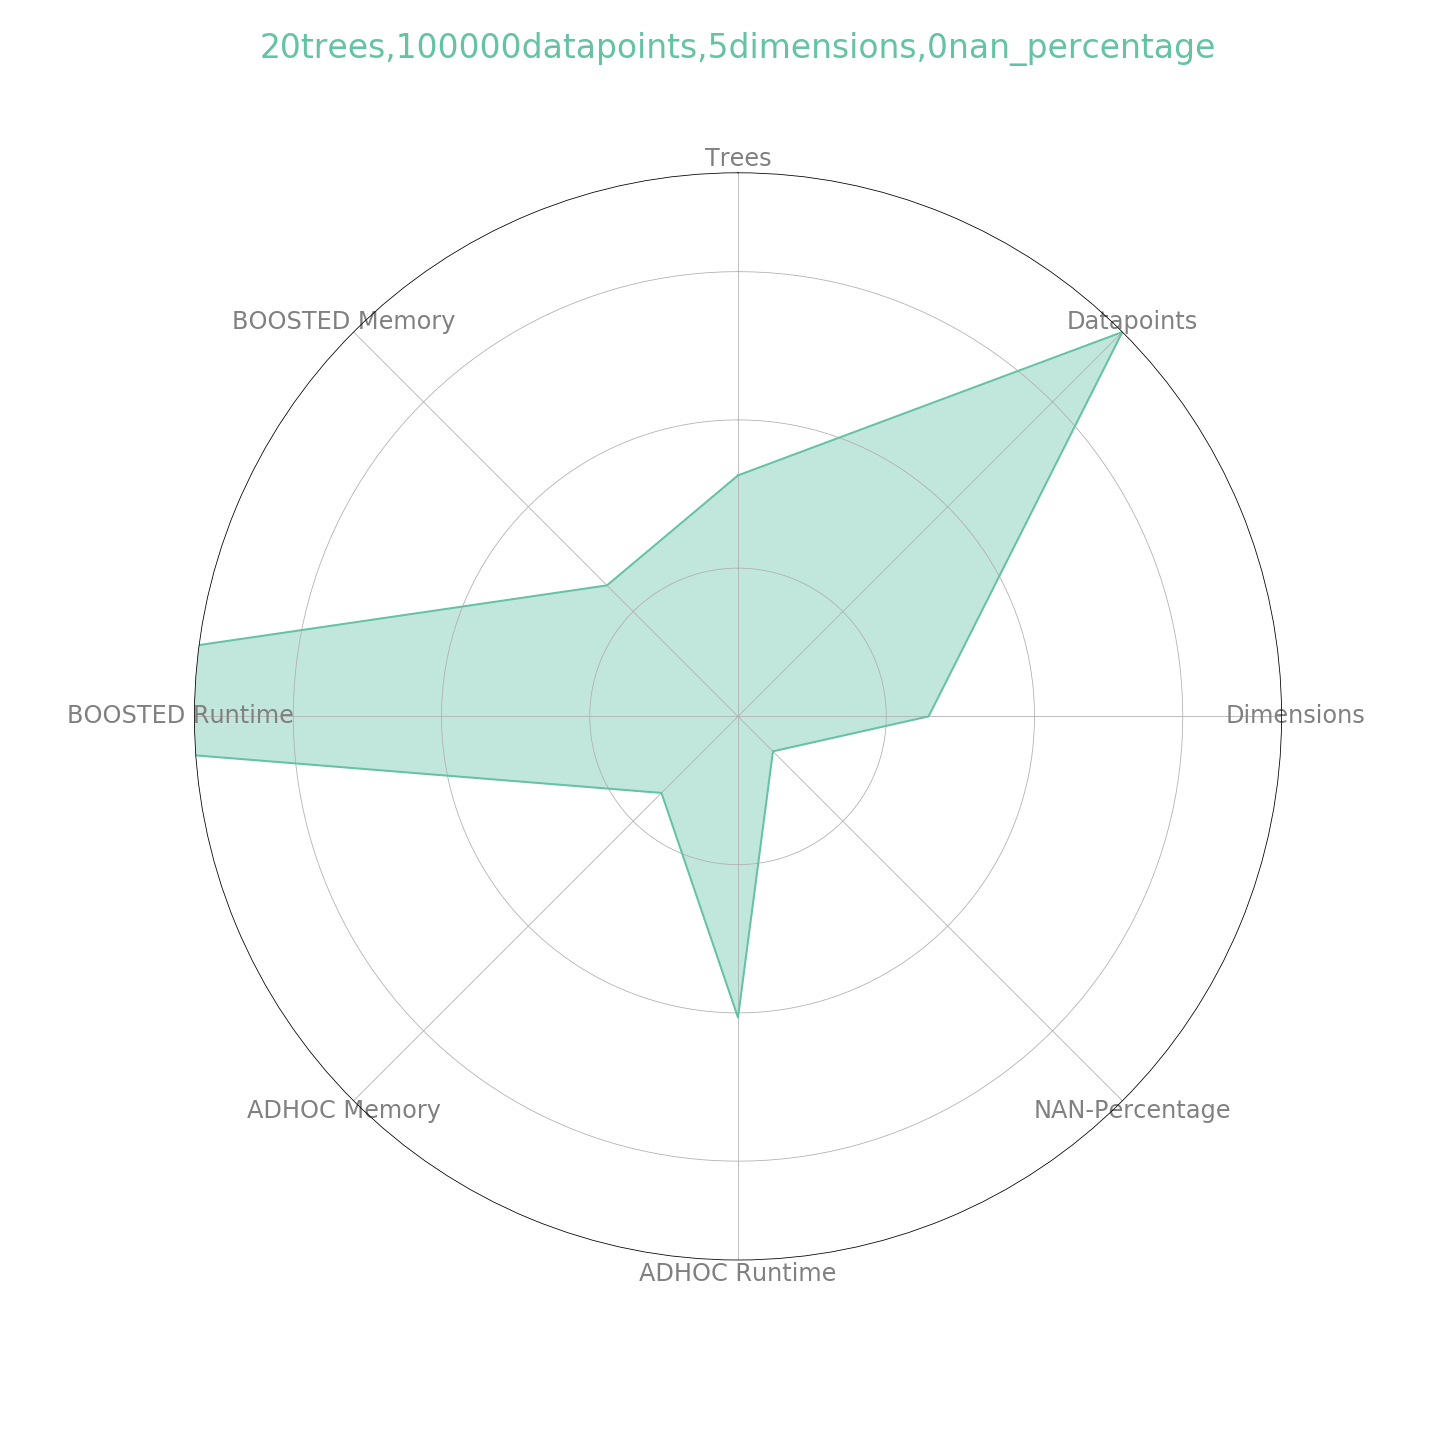 20trees,100000datapoints,5dimensions,0nan_percentage
Trees
BOOSTED Memory
Datapoints
BOOSTED Runtime
Dimensions
ADHOC Memory
NAN-Percentage
ADHOC Runtime